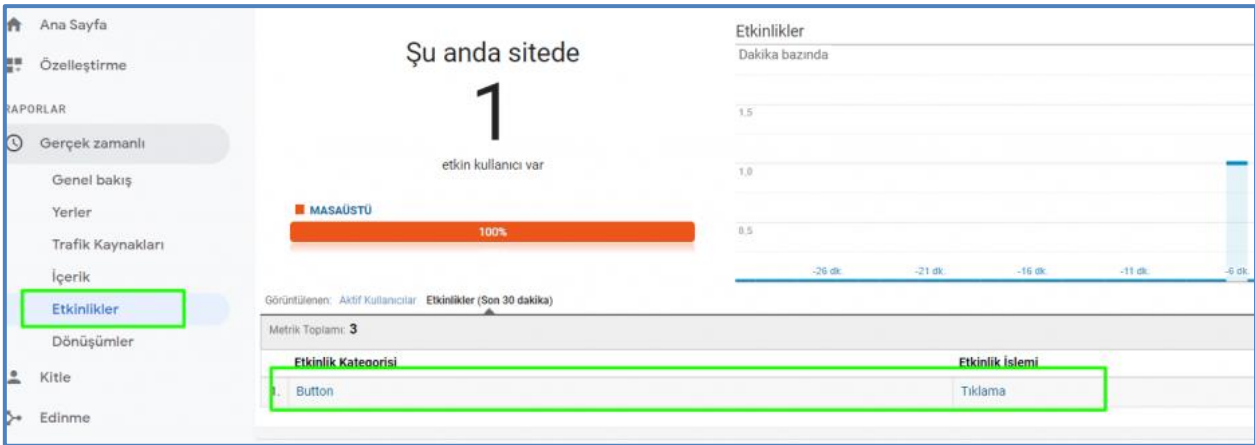 Ana Sayfa
Özelleştirme
RAPORLAR
Gerçek zamanlı
Genel bakış
Yerler
Trafik Kaynakları
İçerik
Etkinlikler
Dönüşümler
Kitle
Edinme
Şu anda sitede
1
etkin kullanıcı var
MASAÜSTÜ
100%
Etkinlikler
Dakika bazında
1,5
1,0
0,5
-26 dk. -21 dk. -16 dk. -11 dk. -6 dk.
Görüntülenen: Aktif Kullanıcılar Etkinlikler (Son 30 dakika)
Metrik Toplamı: 3
Etkinlik Kategorisi Etkinlik İşlemi
1. Button Tıklama